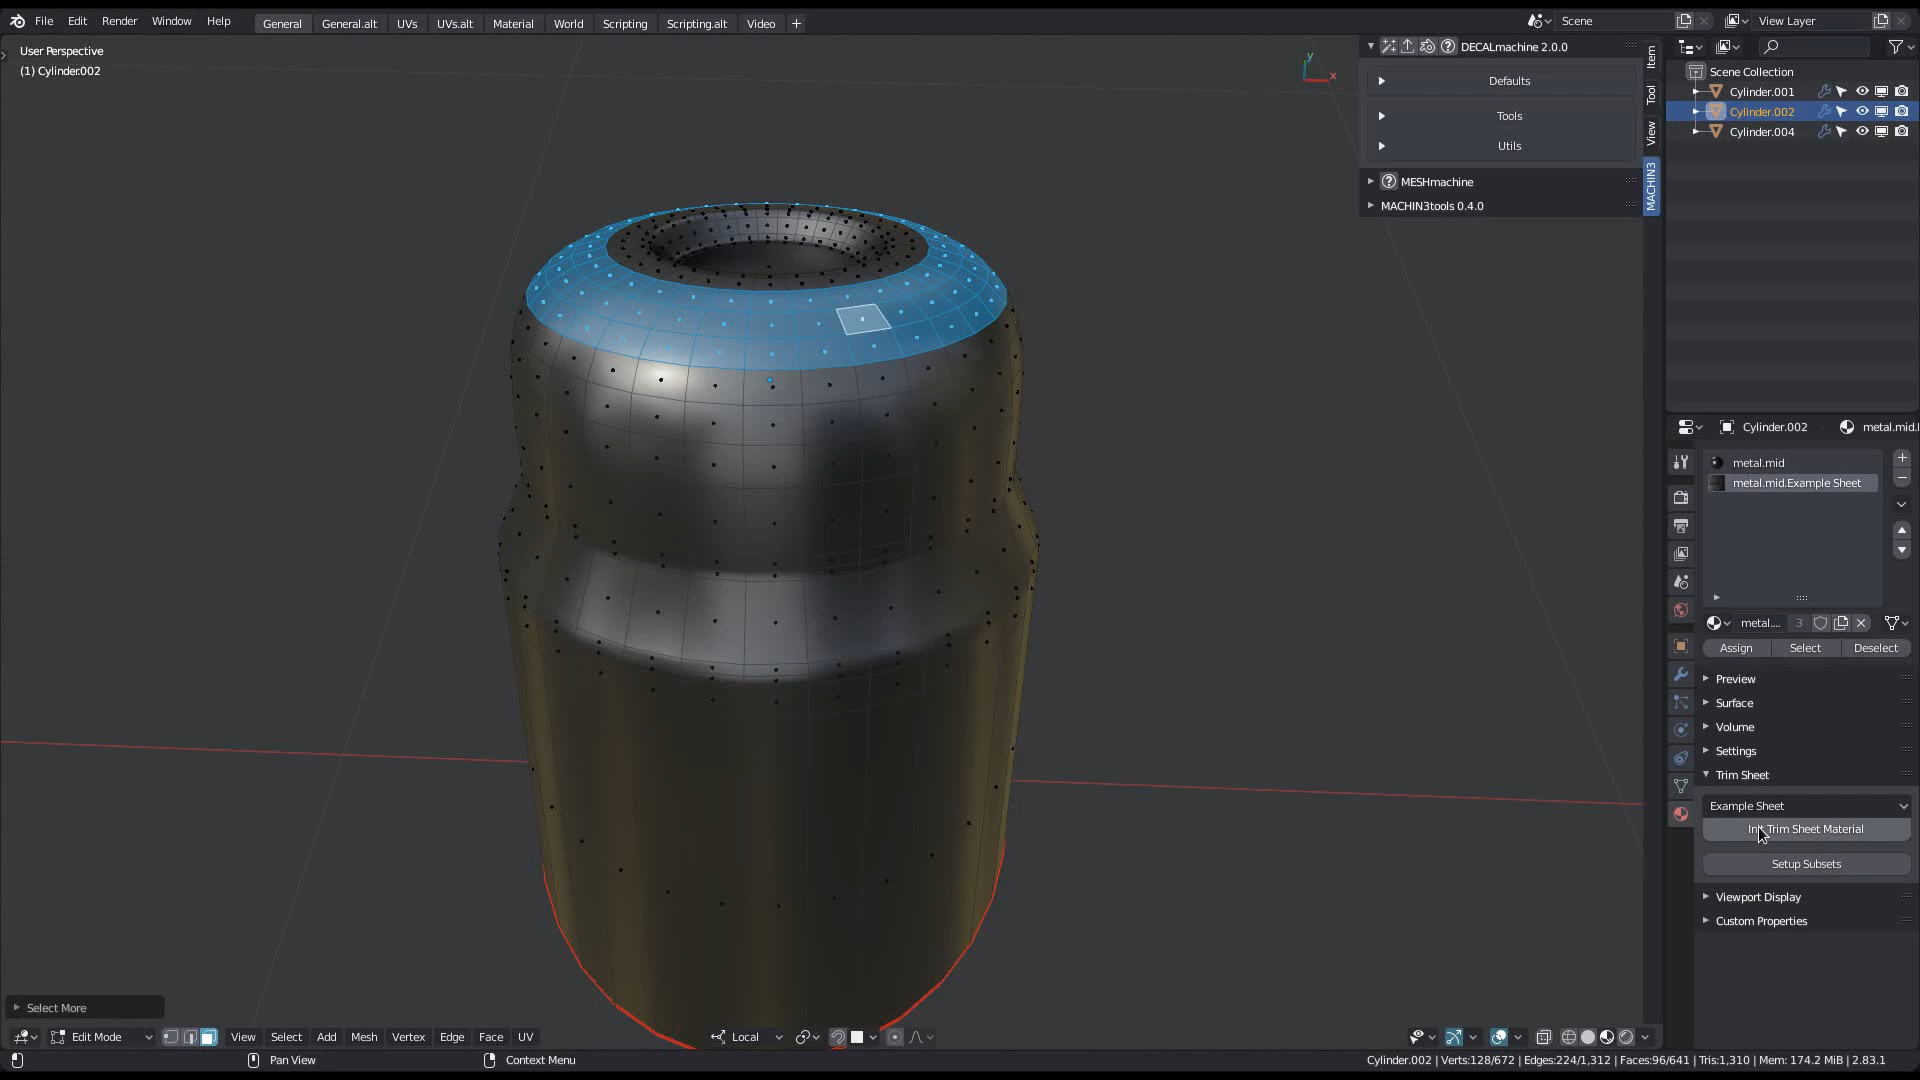 File Edit Render Window Help General General.alt UVs UVs.alt Material World Scripting Scripting.alt Video + Scene View Layer
User Perspective
(1) Cylinder.002
y
x
DECALmachine 2.0.0
Defaults
Tools
Utils
MESHmachine
MACHIN3tools 0.4.0
Item
Tool
View
MACHIN3
Scene Collection
Cylinder.001
Cylinder.002
Cylinder.004
Cylinder.002 metal.mid.
metal.mid
metal.mid.Example Sheet
metal.... 3
Assign Select Deselect
Preview
Surface
Volume
Settings
Trim Sheet
Example Sheet
Init Trim Sheet Material
Setup Subsets
Viewport Display
Custom Properties
Select More
Edit Mode View Select Add Mesh Vertex Edge Face UV Local
Pan View Context Menu Cylinder.002 | Verts:128/672 | Edges:224/1,312 | Faces:96/641 | Tris:1,310 | Mem: 174.2 MiB | 2.83.1